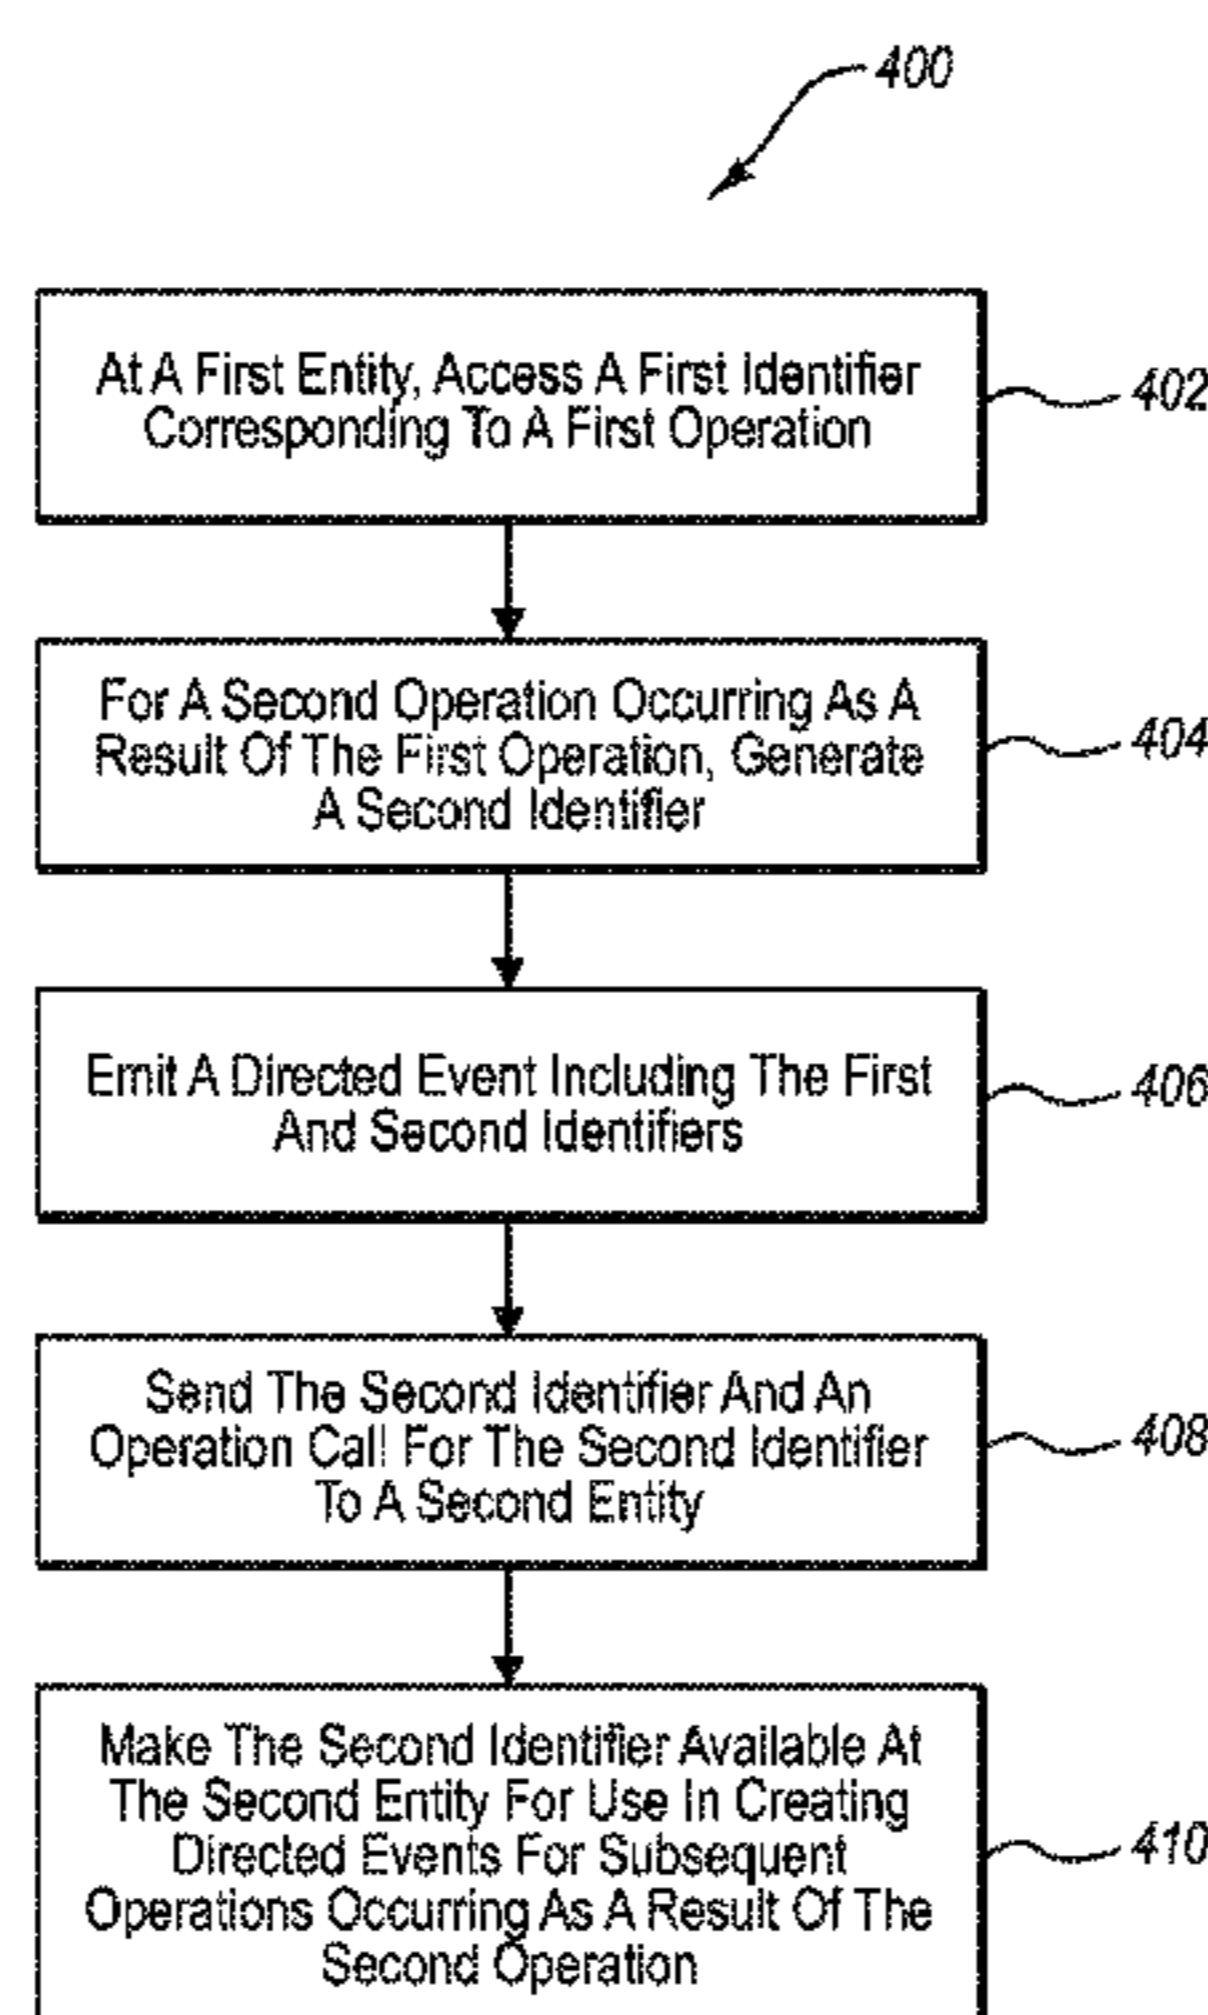 400
At A First Entity, Access A First Identifier
Corresponding To A First Operation
402
For A Second Operation Occurring As A
Result Of The First Operation, Generate
A Second Identifier
404
Emit A Directed Event Including The First
And Second Identifiers
406
Send The Second Identifier And An
Operation Call For The Second Identifier
To A Second Entity
408
Make The Second Identifier Available At
The Second Entity For Use In Creating
Directed Events For Subsequent
Operations Occurring As A Result Of The
Second Operation
410